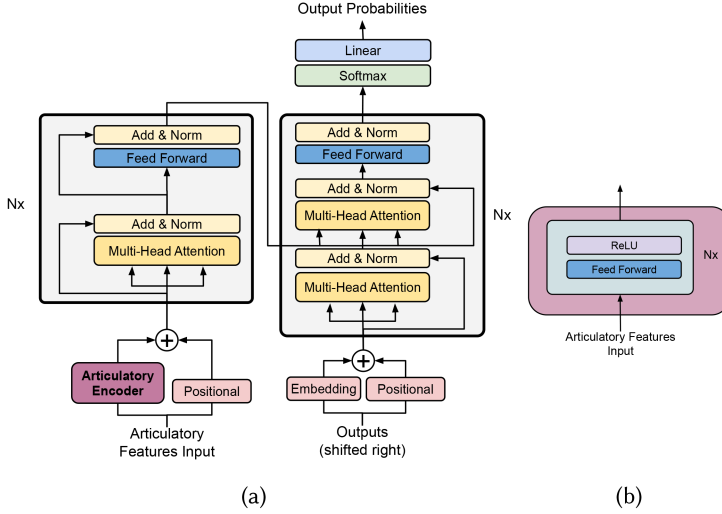 Output Probabilities
Linear
Softmax
Add & Norm
Feed Forward
Add & Norm
Multi-Head Attention
Nx
Articulatory
Encoder
Positional
Articulatory
Features Input
Add & Norm
Feed Forward
Add & Norm
Multi-Head Attention
Add & Norm
Multi-Head Attention
Nx
Embedding
Positional
Outputs
(shifted right)
ReLU
Feed Forward
Nx
Articulatory Features
Input
(a)
(b)